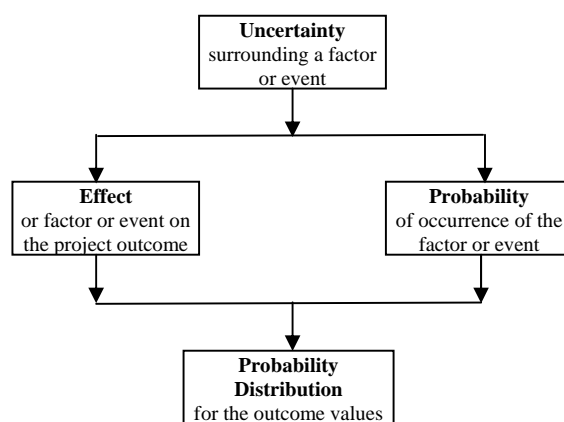 Uncertainty
surrounding a factor
or event
Effect
or factor or event on
the project outcome
Probability
of occurrence of the
factor or event
Probability
Distribution
for the outcome values